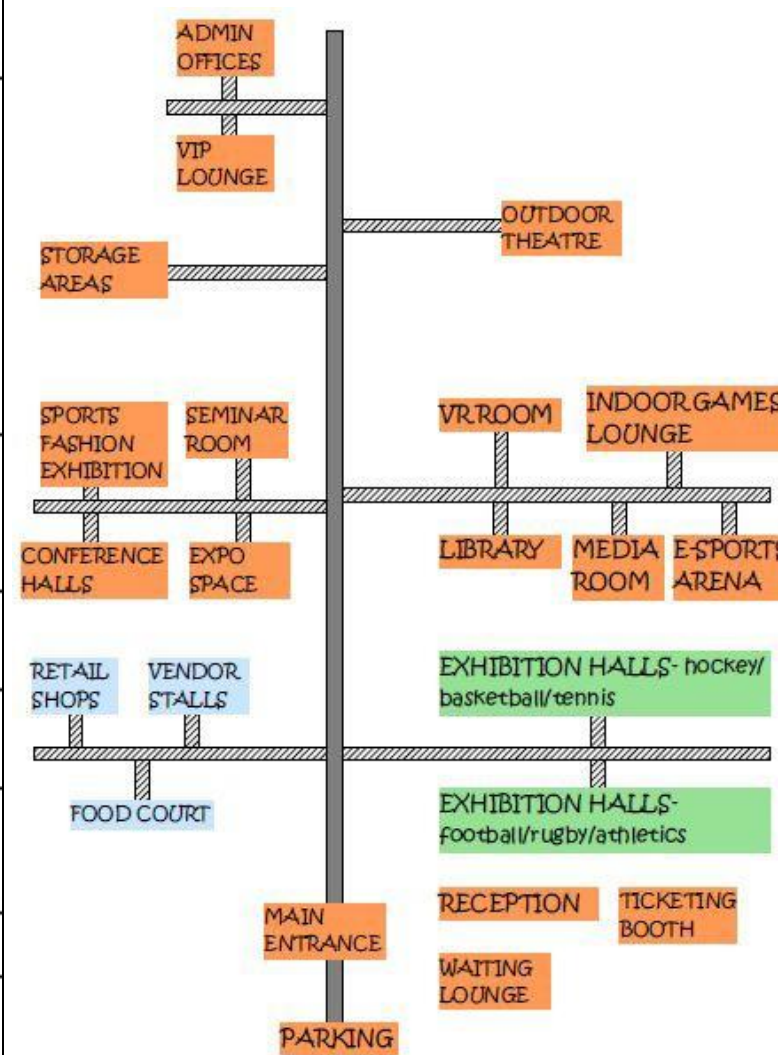 ADMIN
OFFICES
VIP
LOUNGE
OUTDOOR
THEATRE
STORAGE
AREAS
SPORTS
FASHION
EXHIBITION
SEMINAR
ROOM
VR ROOM
INDOOR GAMES
LOUNGE
CONFERENCE
HALLS
EXPO
SPACE
LIBRARY
MEDIA
ROOM
E-SPORTS
ARENA
RETAIL
SHOPS
VENDOR
STALLS
EXHIBITION HALLS- hockey/
basketball/tennis
FOOD COURT
EXHIBITION HALLS-
football/rugby/athletics
MAIN
ENTRANCE
RECEPTION
TICKETING
BOOTH
WAITING
LOUNGE
PARKING